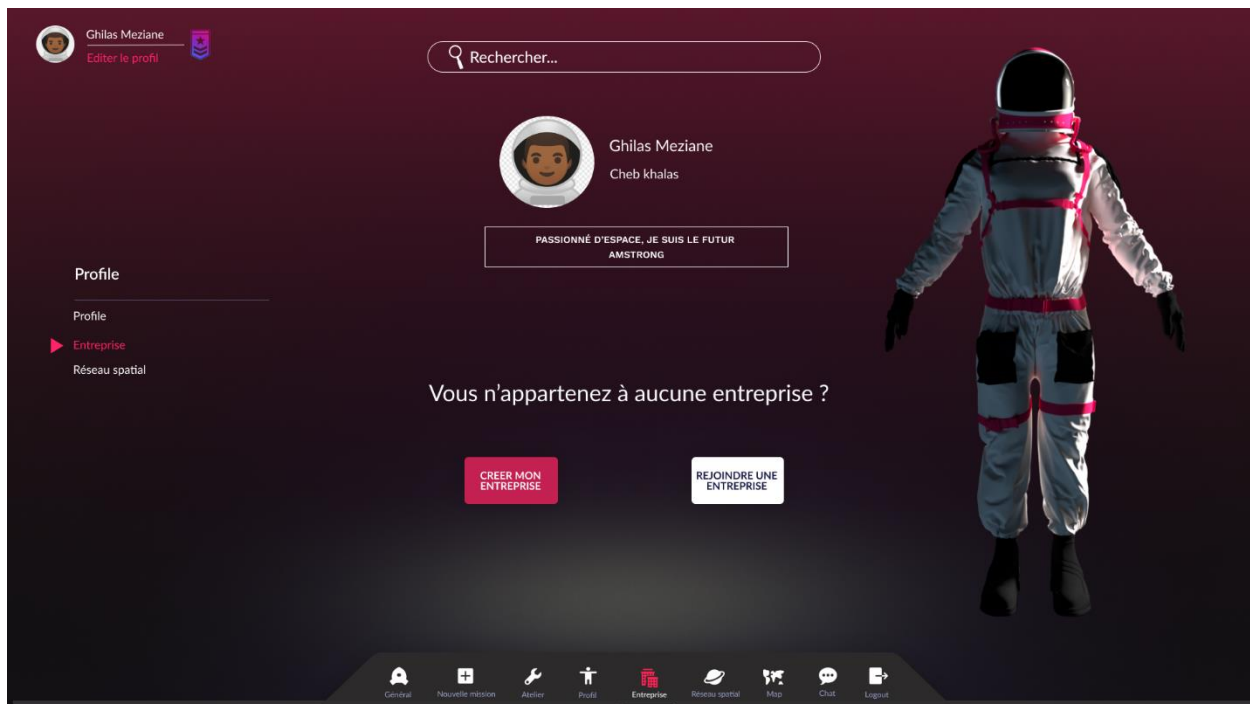 Ghilas Meziane
Editer le profil
Rechercher...
Ghilas Meziane
Cheb khalas
PASSIONNÉ D'ESPACE, JE SUIS LE FUTUR
AMSTRONG
Profile
Profile
Entreprise
Réseau spatial
Vous n'appartenez à aucune entreprise ?
CREER MON
ENTREPRISE
REJOINDRE UNE
ENTREPRISE
Général
Nouvelle mission
Atelier
Profil
Entreprise
Réseau spatial
Map
Chat
Logout